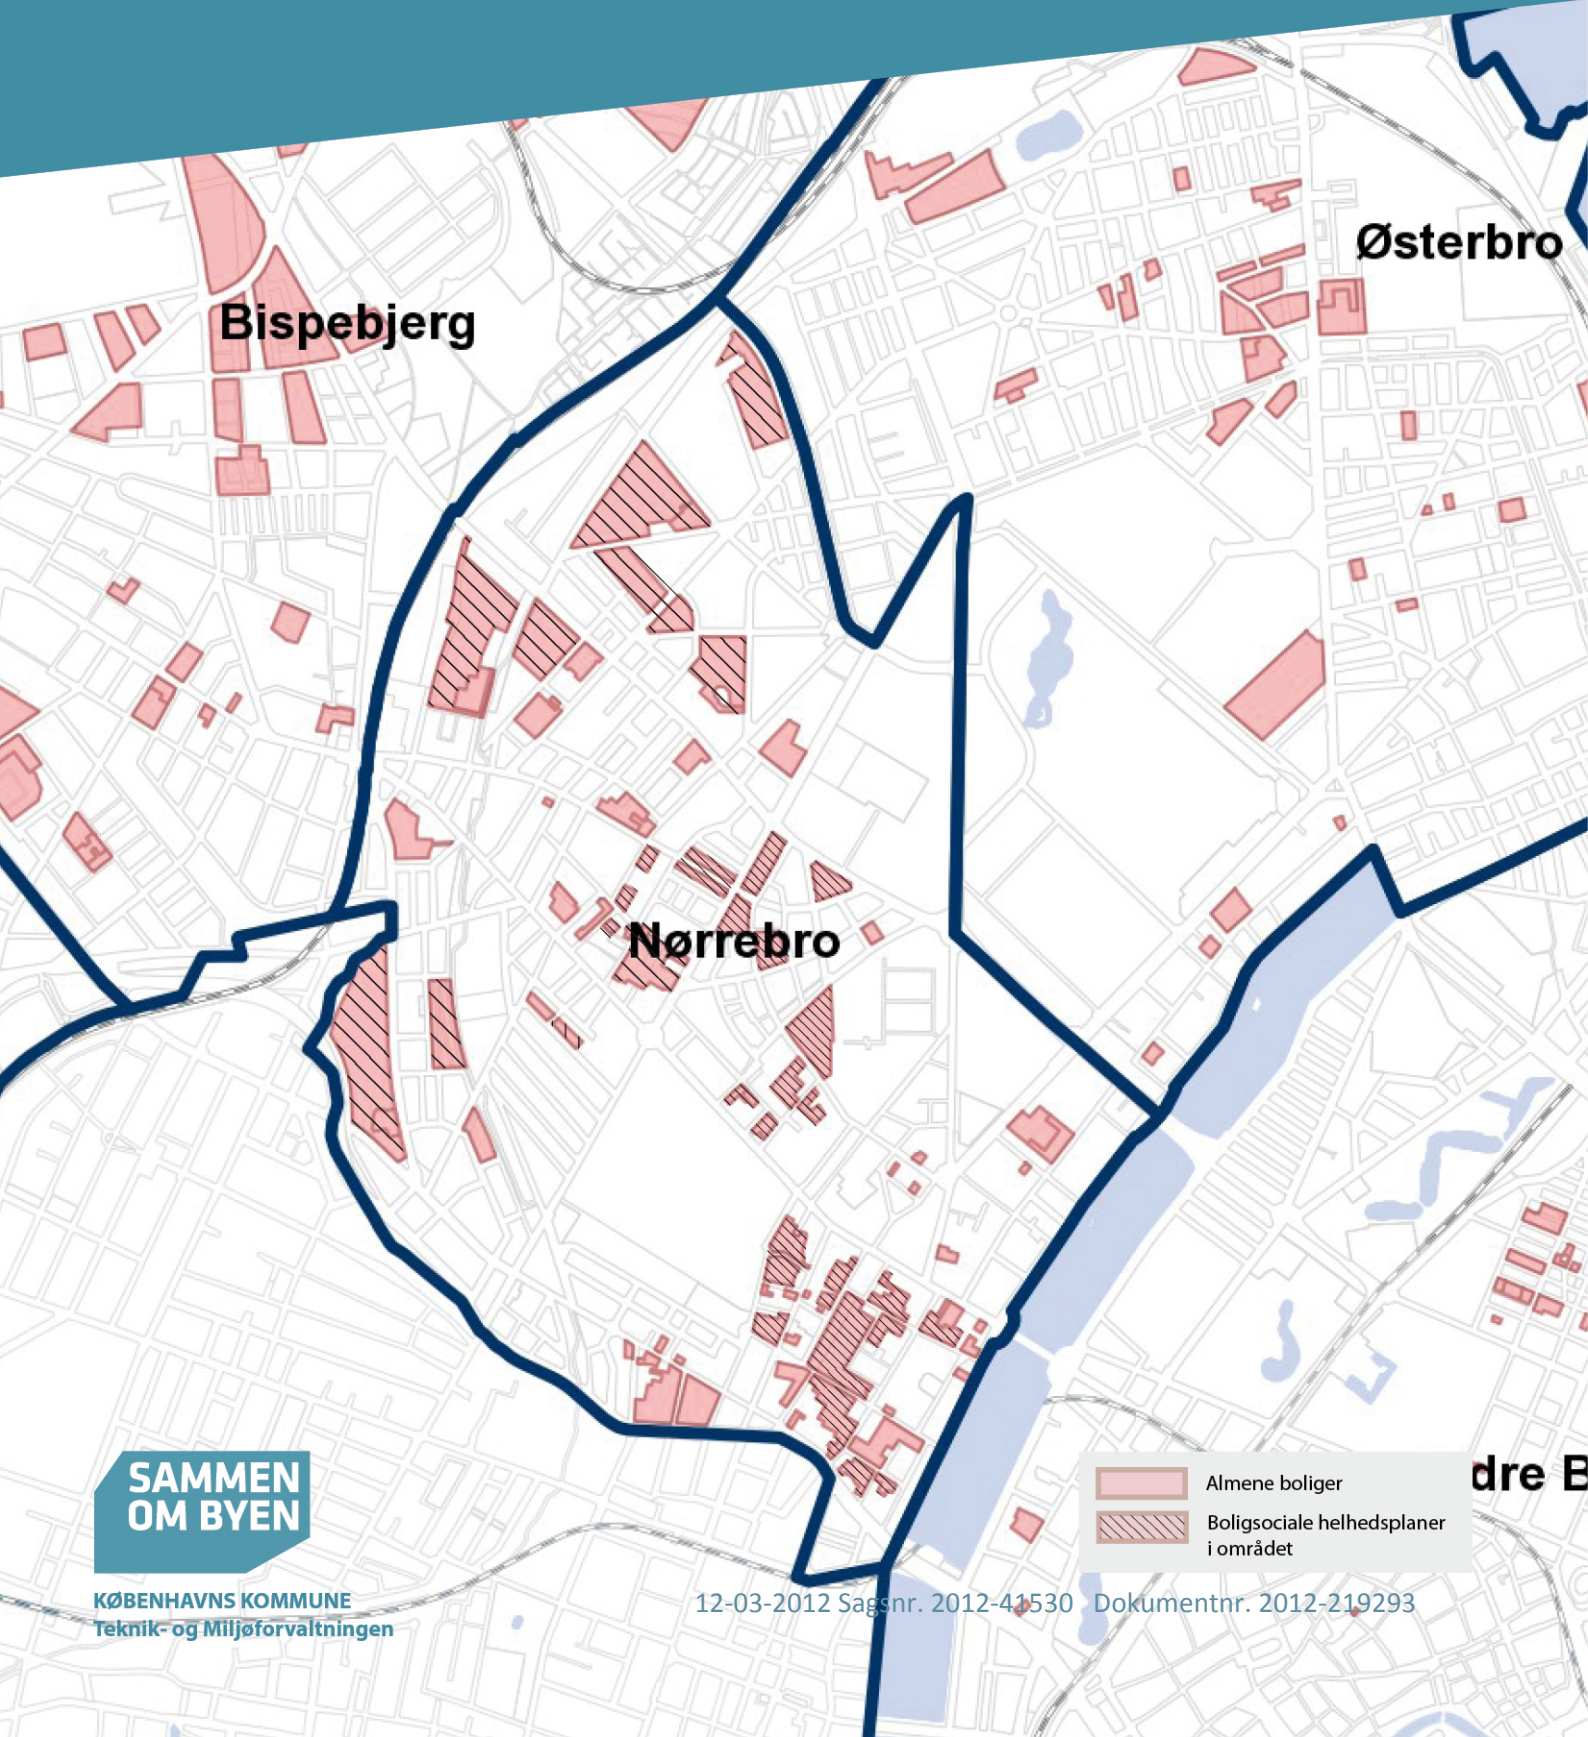 Østerbro
Bispebjerg
Nørrebro
dre B
SAMMEN
OM BYEN
Almene boliger
Boligsociale helhedsplaner
i området
KØBENHAVNS KOMMUNE
Teknik- og Miljøforvaltningen
12-03-2012 Sagsnr. 2012-41530 Dokumentnr. 2012-219293